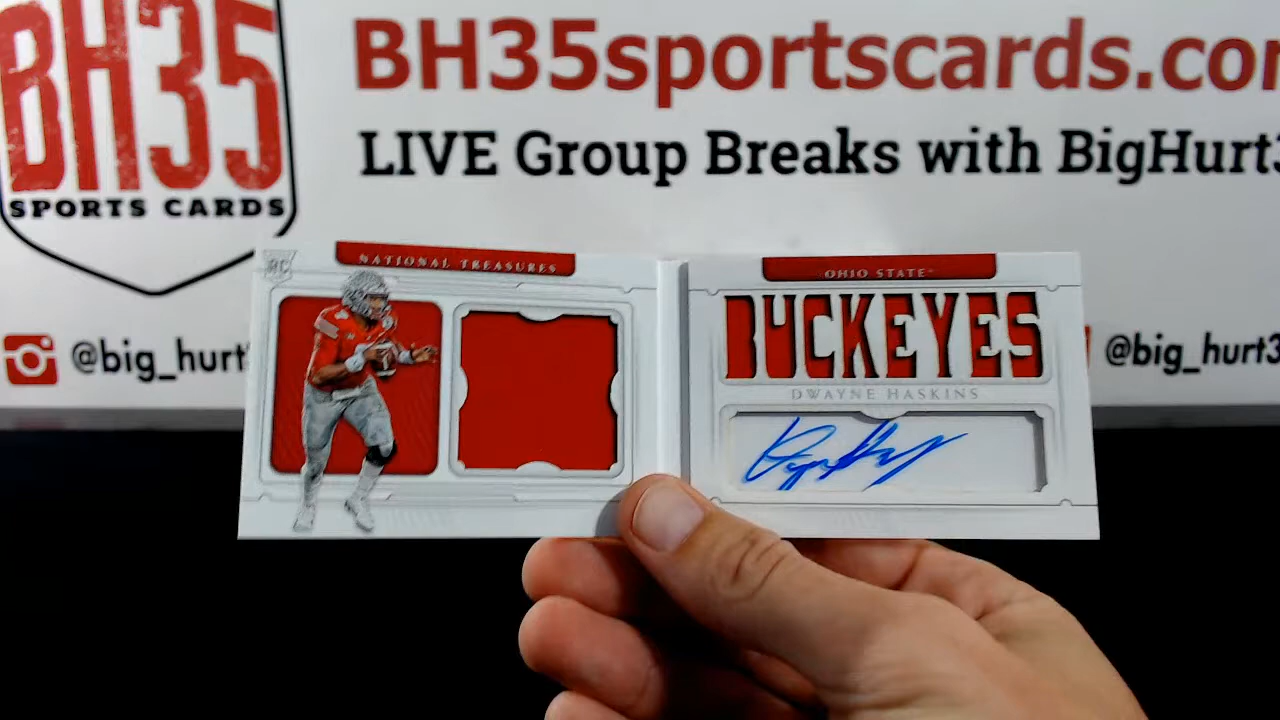 BH35
SPORTS CARDS
BH35sportscards.co
LIVE Group Breaks with BigHurt3
@big_hurt
@big_hurt3
RC
NATIONAL TREASURES
OHIO STATE
BUCKEYES
DWAYNE HASKINS